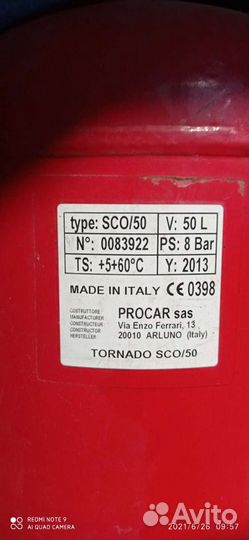 type: SCO/50 V: 50 L
N°: 0083922 PS: 8 Bar
TS: +5+60°C Y: 2013
MADE IN ITALY CE 0398
COSTRUTTORE
MANUFACTURER
CONSTRUCTEUR
CONSTRUCTOR
HERSTELLER
PROCAR sas
Via Enzo Ferrari, 13
20010 ARLUNO (Italy)
TORNADO SCO/50
REDMI NOTE 9
AI QUAD CAMERA
Avito
2021/6/26 09:57